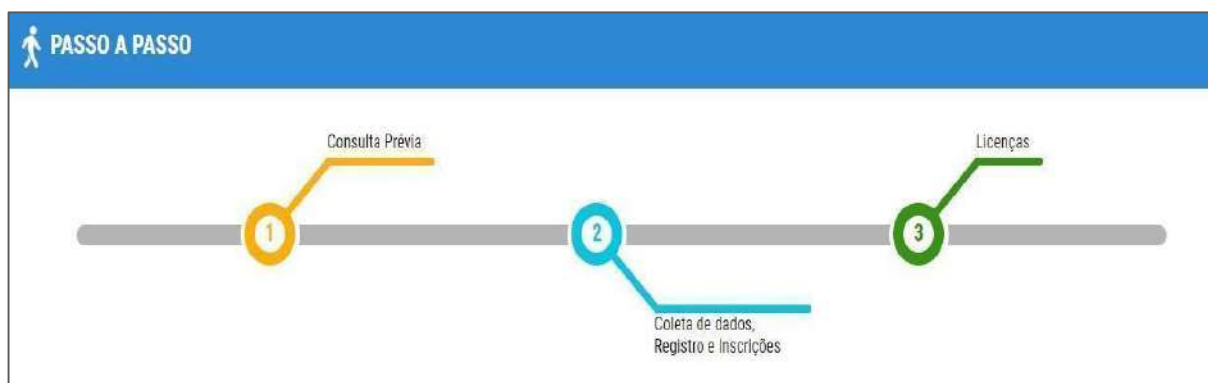 PASSO A PASSO
Consulta Prévia
Licenças
1
2
3
Coleta de dados,
Registro e Inscrições